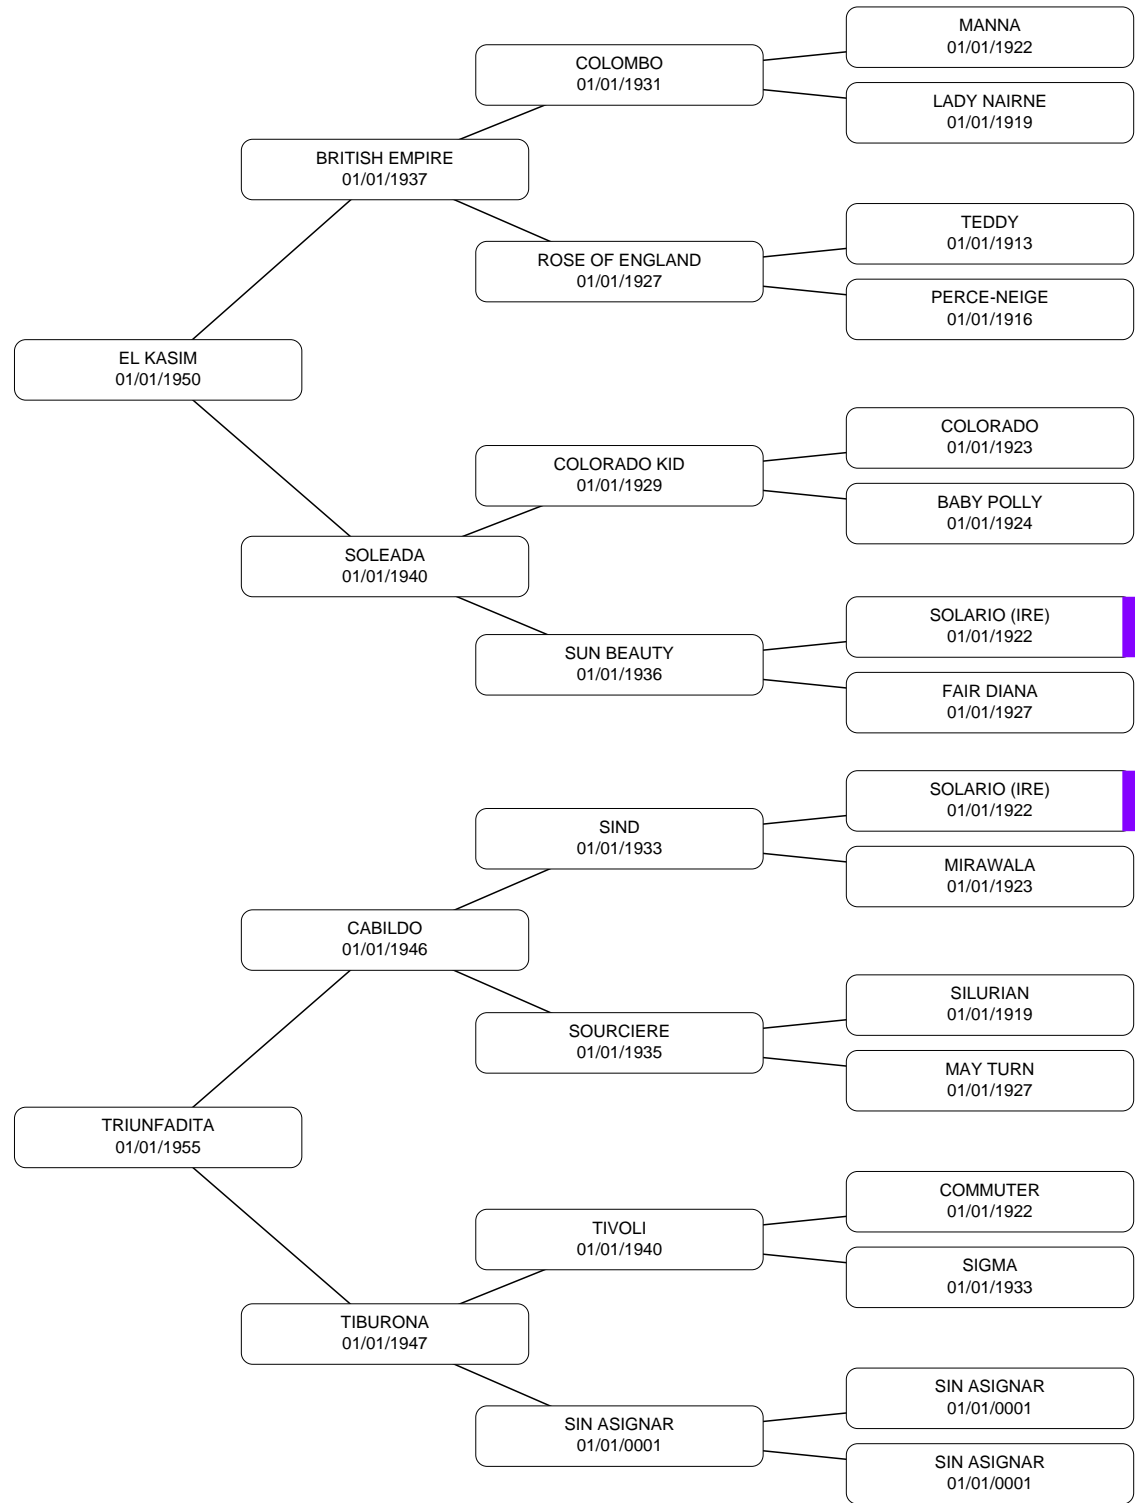 MANNA
01/01/1922
COLOMBO
01/01/1931
LADY NAIRNE
01/01/1919
BRITISH EMPIRE
01/01/1937
TEDDY
01/01/1913
ROSE OF ENGLAND
01/01/1927
PERCE-NEIGE
01/01/1916
EL KASIM
01/01/1950
COLORADO
01/01/1923
COLORADO KID
01/01/1929
BABY POLLY
01/01/1924
SOLEADA
01/01/1940
SOLARIO (IRE)
01/01/1922
SUN BEAUTY
01/01/1936
FAIR DIANA
01/01/1927
SOLARIO (IRE)
01/01/1922
SIND
01/01/1933
MIRAWALA
01/01/1923
CABILDO
01/01/1946
SILURIAN
01/01/1919
SOURCIERE
01/01/1935
MAY TURN
01/01/1927
TRIUNFADITA
01/01/1955
COMMUTER
01/01/1922
TIVOLI
01/01/1940
SIGMA
01/01/1933
TIBURONA
01/01/1947
SIN ASIGNAR
01/01/0001
SIN ASIGNAR
01/01/0001
SIN ASIGNAR
01/01/0001